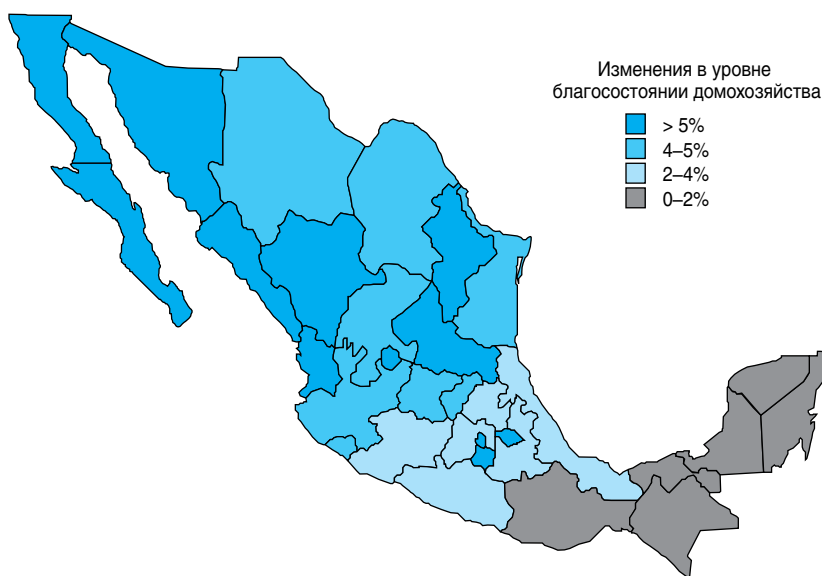 Изменения в уровне
благосостоянии домохозяйства
> 5%
4–5%
2–4%
0–2%